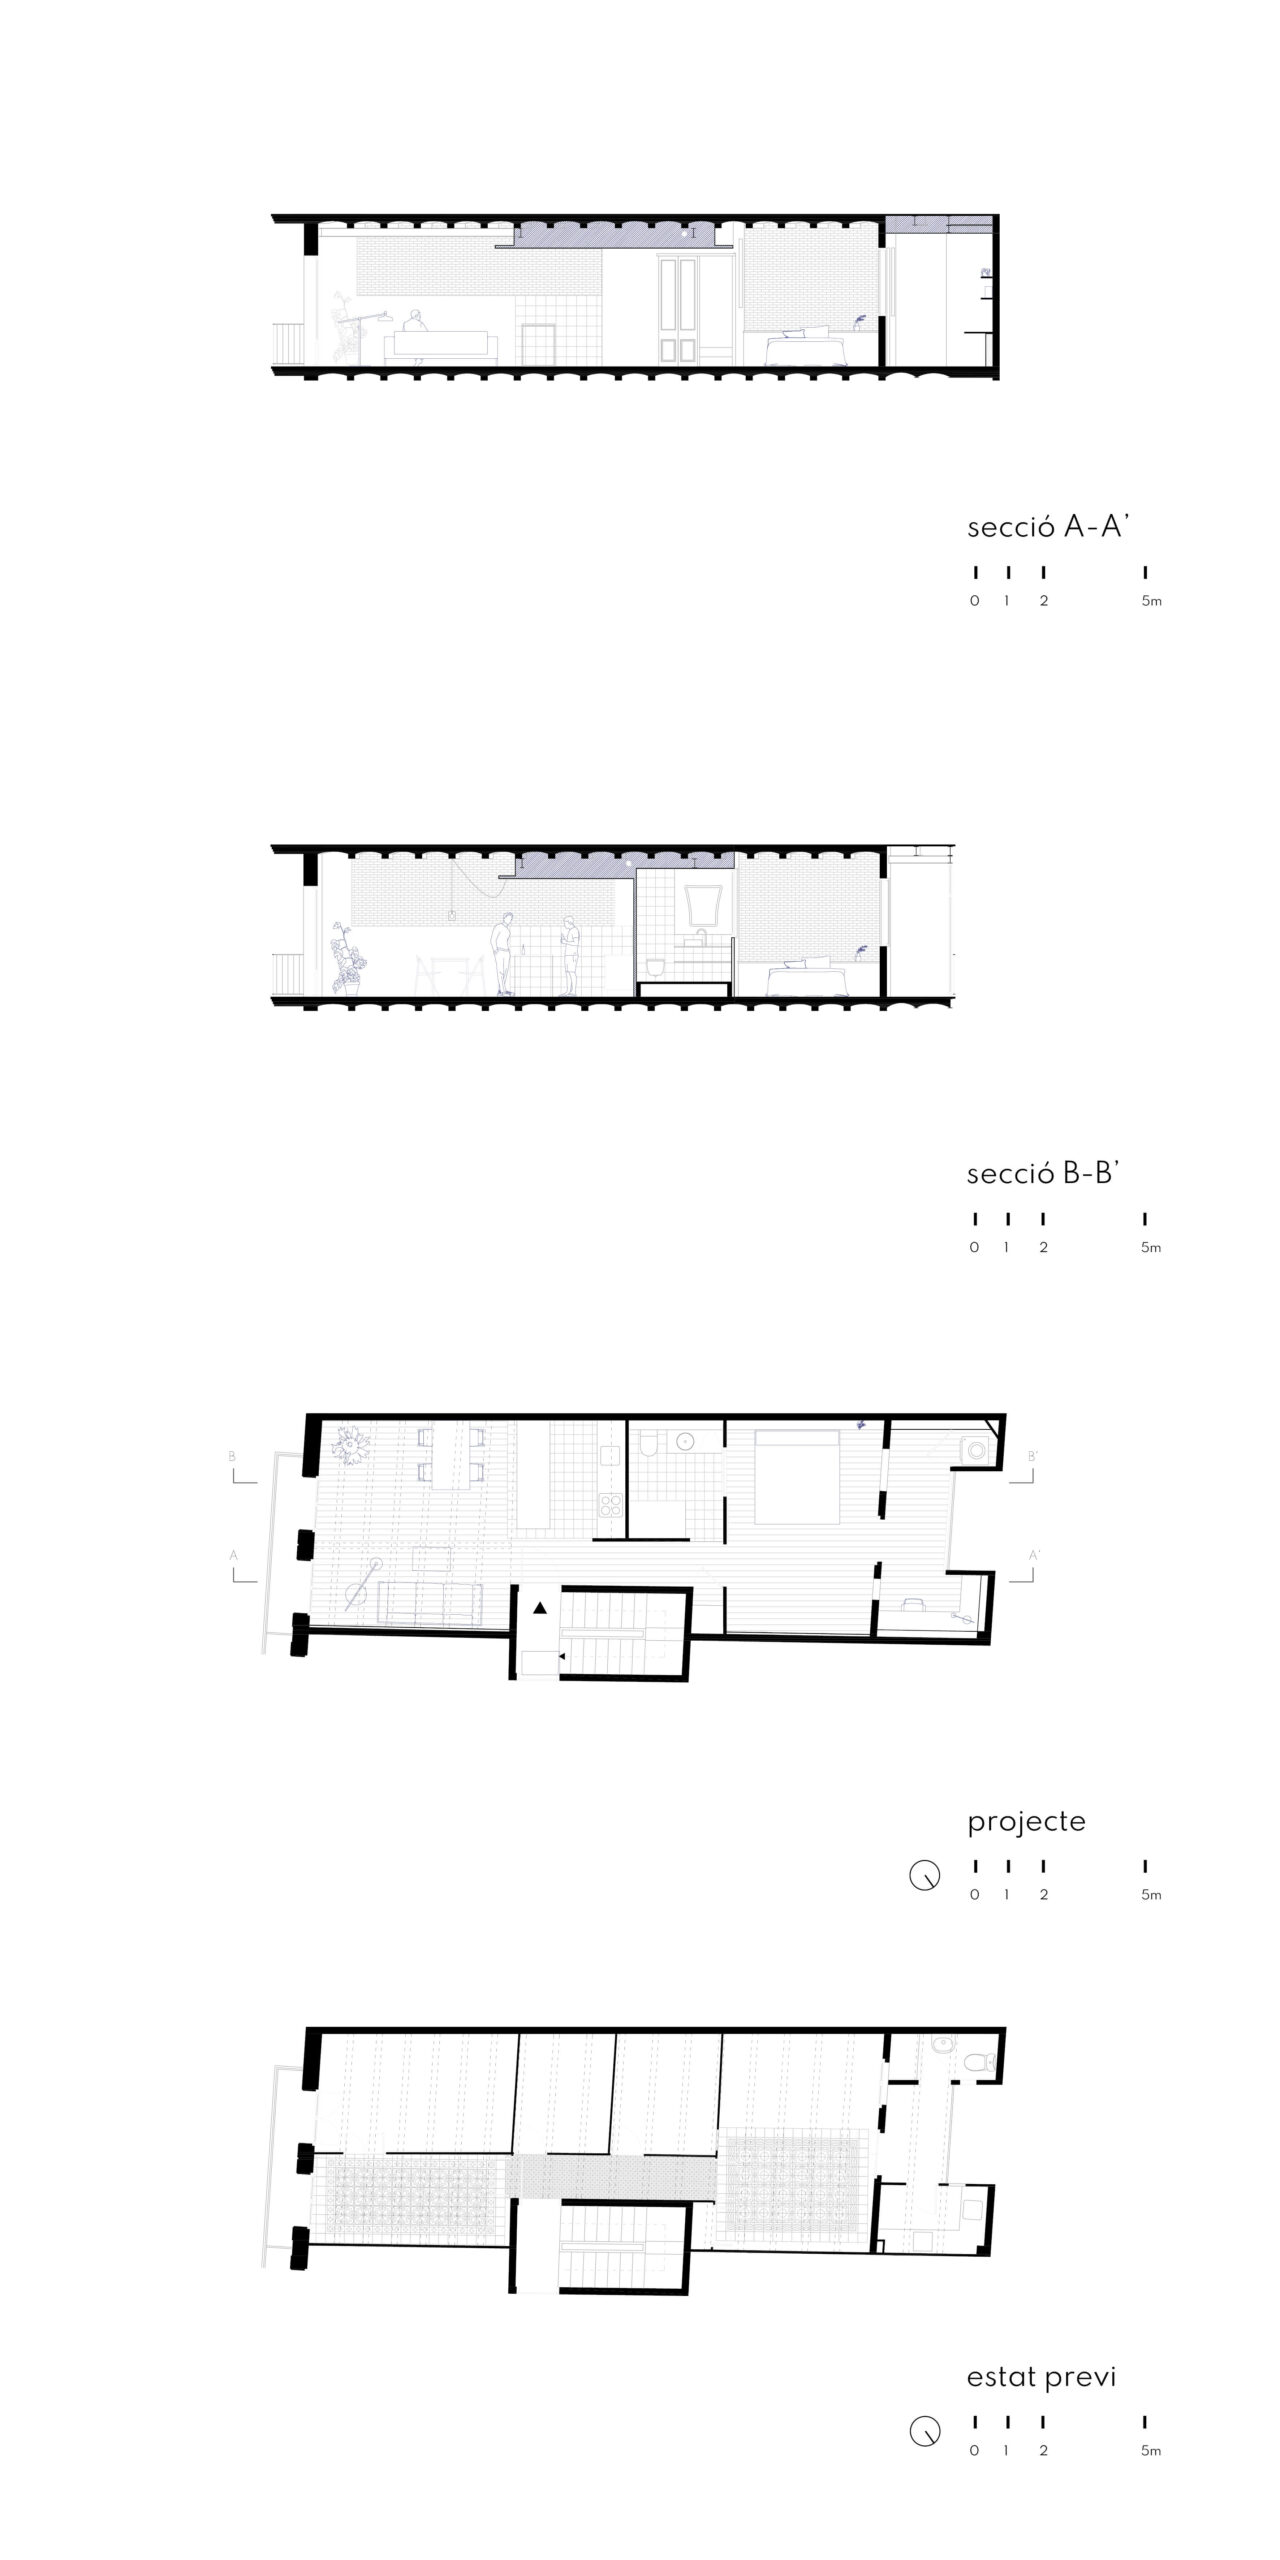 secció A-A’
0 1 2 5m
secció B-B’
0 1 2 5m
B B'
A A'
projecte
0 1 2 5m
estat previ
0 1 2 5m